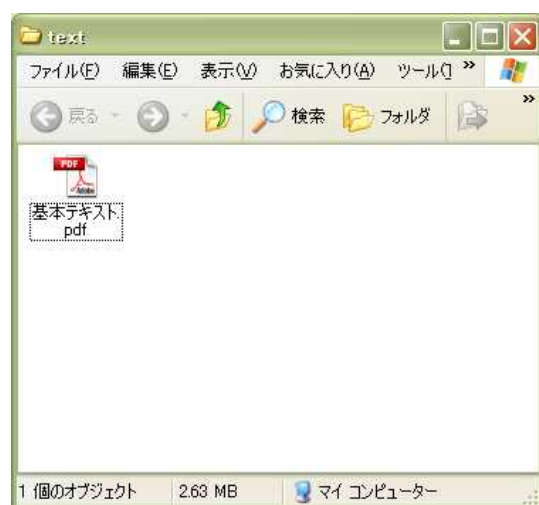 text
ファイル(F) 編集(E) 表示(V) お気に入り(A) ツール(T »
戻る 検索 フォルダ »
PDF
Adobe
基本テキスト.
pdf
1 個のオブジェクト 2.63 MB マイ コンピューター